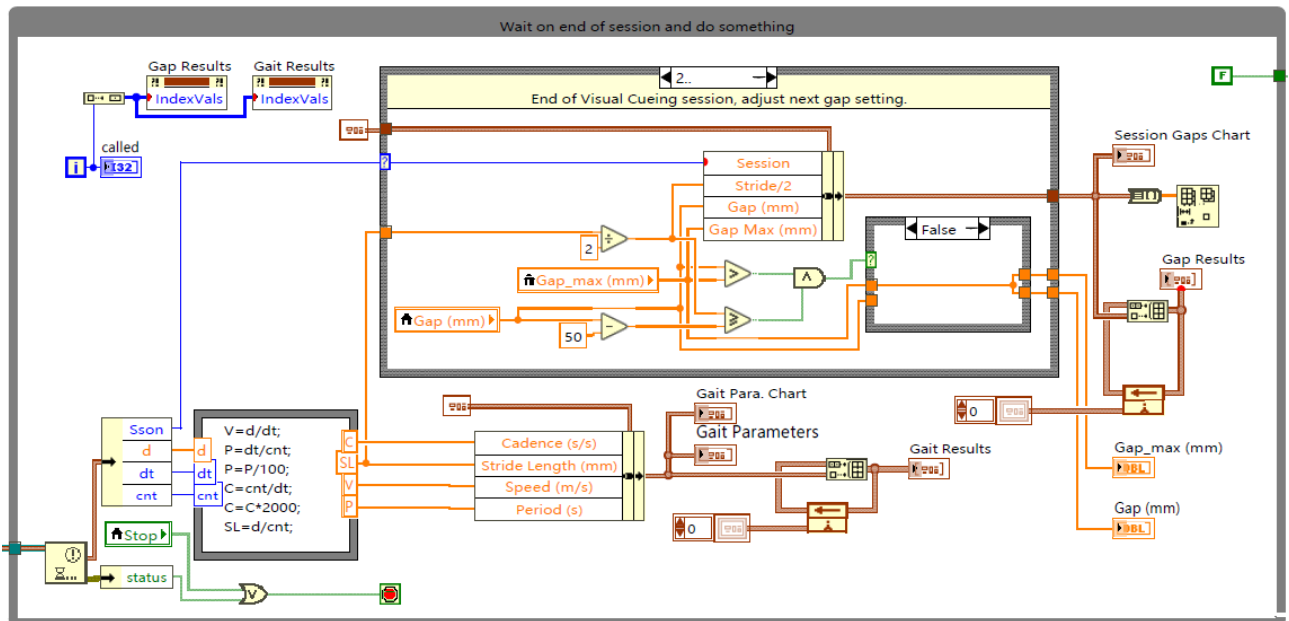 Wait on end of session and do something
Gap Results
Gait Results
IndexVals
IndexVals
called
i
I32
2..
End of Visual Cueing session, adjust next gap setting.
F
?
Session
Stride/2
Gap (mm)
Gap Max (mm)
2
÷
Gap_max (mm)
Gap (mm)
50
−
>
≥
∧
False
?
Session Gaps Chart
Gap Results
0
Gap_max (mm)
DBL
Gap (mm)
DBL
Sson
d
dt
cnt
d
dt
cnt
V=d/dt;
P=dt/cnt;
P=P/100;
C=cnt/dt;
C=C*2000;
SL=d/cnt;
C
SL
V
P
Cadence (s/s)
Stride Length (mm)
Speed (m/s)
Period (s)
Gait Para. Chart
Gait Parameters
Gait Results
0
Stop
status
V